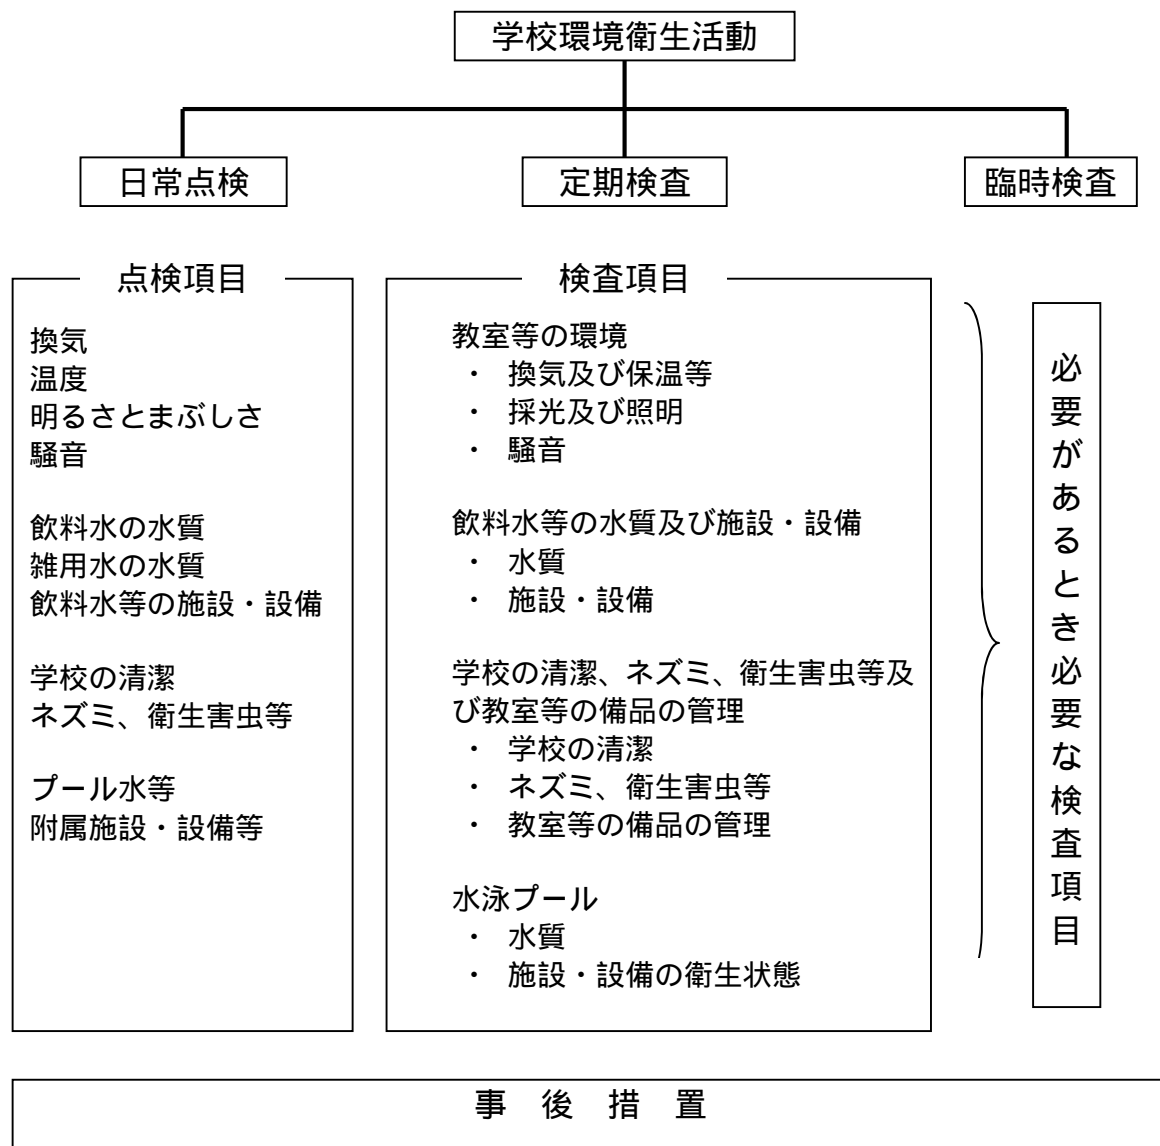 学校環境衛生活動
日常点検
定期検査
臨時検査
点検項目
換気
温度
明るさとまぶしさ
騒音
飲料水の水質
雑用水の水質
飲料水等の施設・設備
学校の清潔
ネズミ、衛生害虫等
プール水等
附属施設・設備等
検査項目
教室等の環境
・ 換気及び保温等
・ 採光及び照明
・ 騒音
飲料水等の水質及び施設・設備
・ 水質
・ 施設・設備
学校の清潔、ネズミ、衛生害虫等及
び教室等の備品の管理
・ 学校の清潔
・ ネズミ、衛生害虫等
・ 教室等の備品の管理
水泳プール
・ 水質
・ 施設・設備の衛生状態
必要があるとき必要な検査項目
事 後 措 置